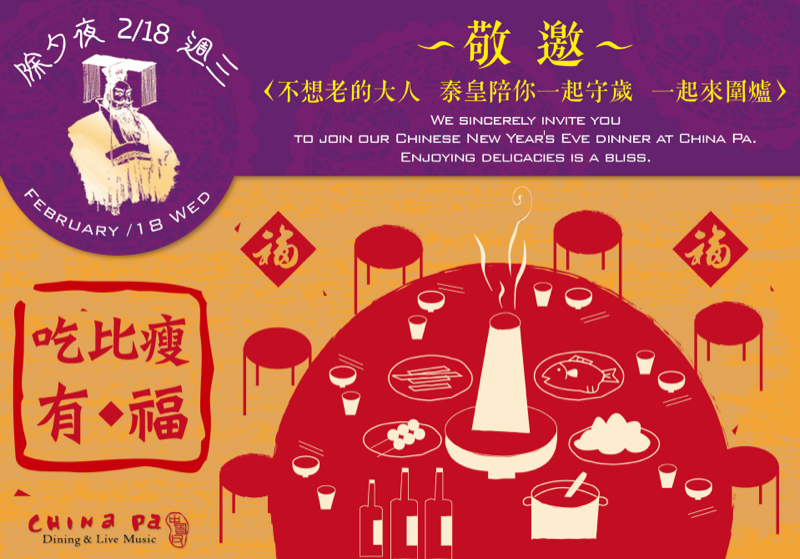 除夕夜 2/18 週三
FEBRUARY /18 WED
~敬 邀~
〈不想老的大人 秦皇陪你一起守歲 一起來圍爐〉
WE SINCERELY INVITE YOU
TO JOIN OUR CHINESE NEW YEAR'S EVE DINNER AT CHINA PA.
ENJOYING DELICACIES IS A BLISS.
福
福
吃比瘦
有◆福
CHINA PA
Dining & Live Music